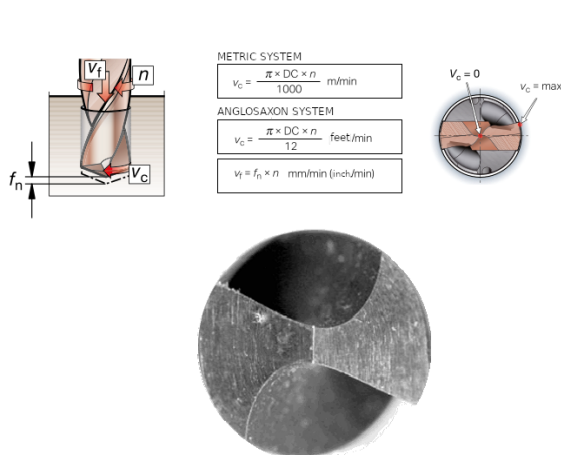 vf
n
vc
fn
METRIC SYSTEM
vc = π × DC × n / 1000 m/min
ANGLOSAXON SYSTEM
vc = π × DC × n / 12 feet/min
vf = fn × n mm/min (inch/min)
Vc = 0
vc = max